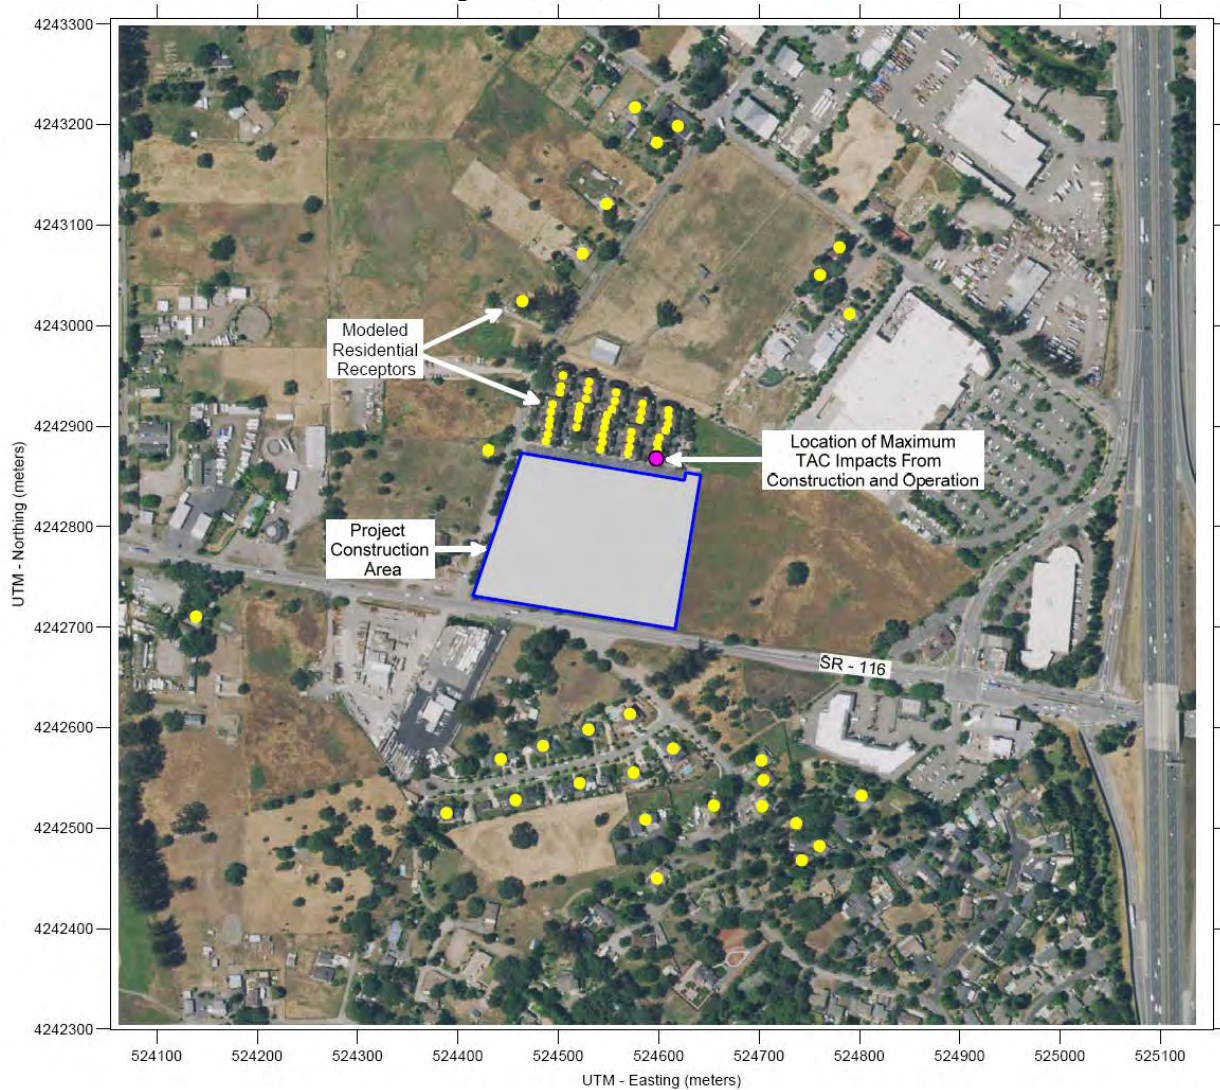 4243300
4243200
4243100
4243000
4242900
4242800
4242700
4242600
4242500
4242400
4242300
UTM - Northing (meters)
Modeled
Residential
Receptors
Location of Maximum
TAC Impacts From
Construction and Operation
Project
Construction
Area
SR - 116
524100 524200 524300 524400 524500 524600 524700 524800 524900 525000 525100
UTM - Easting (meters)